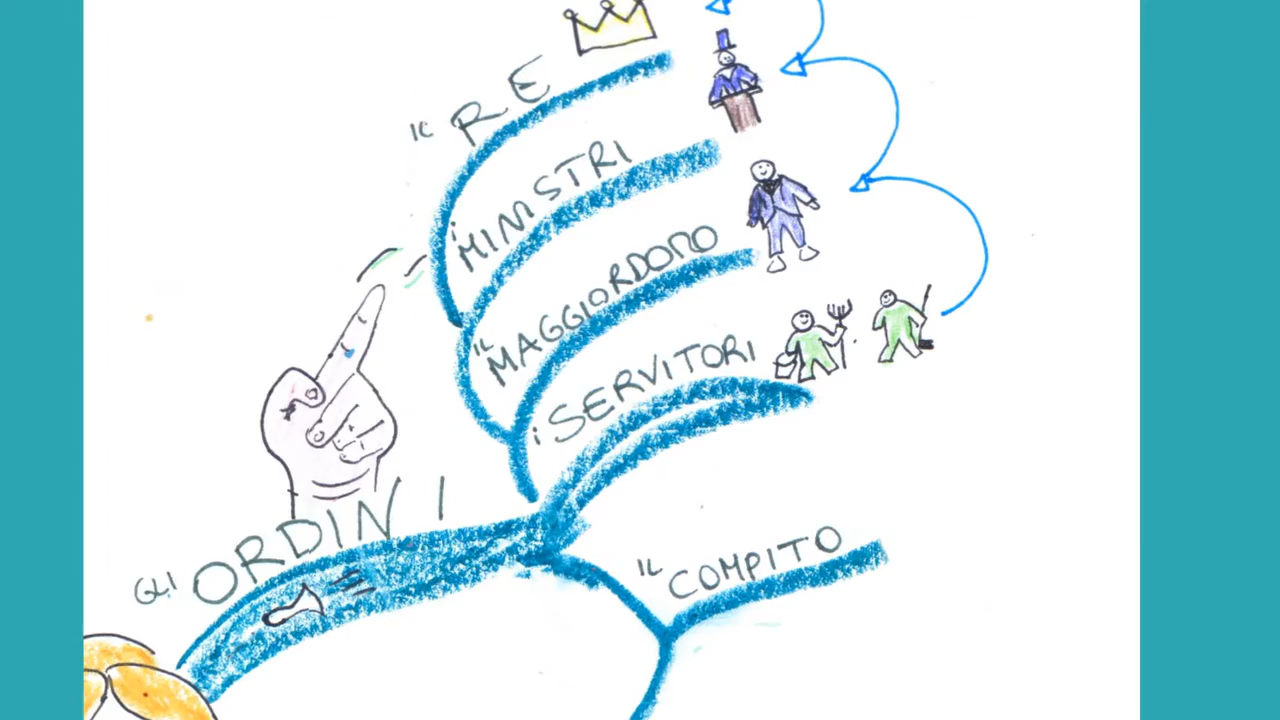 IL RE
i MINISTRI
IL MAGGIORDOMO
i SERVITORI
GLI ORDINI
IL COMPITO